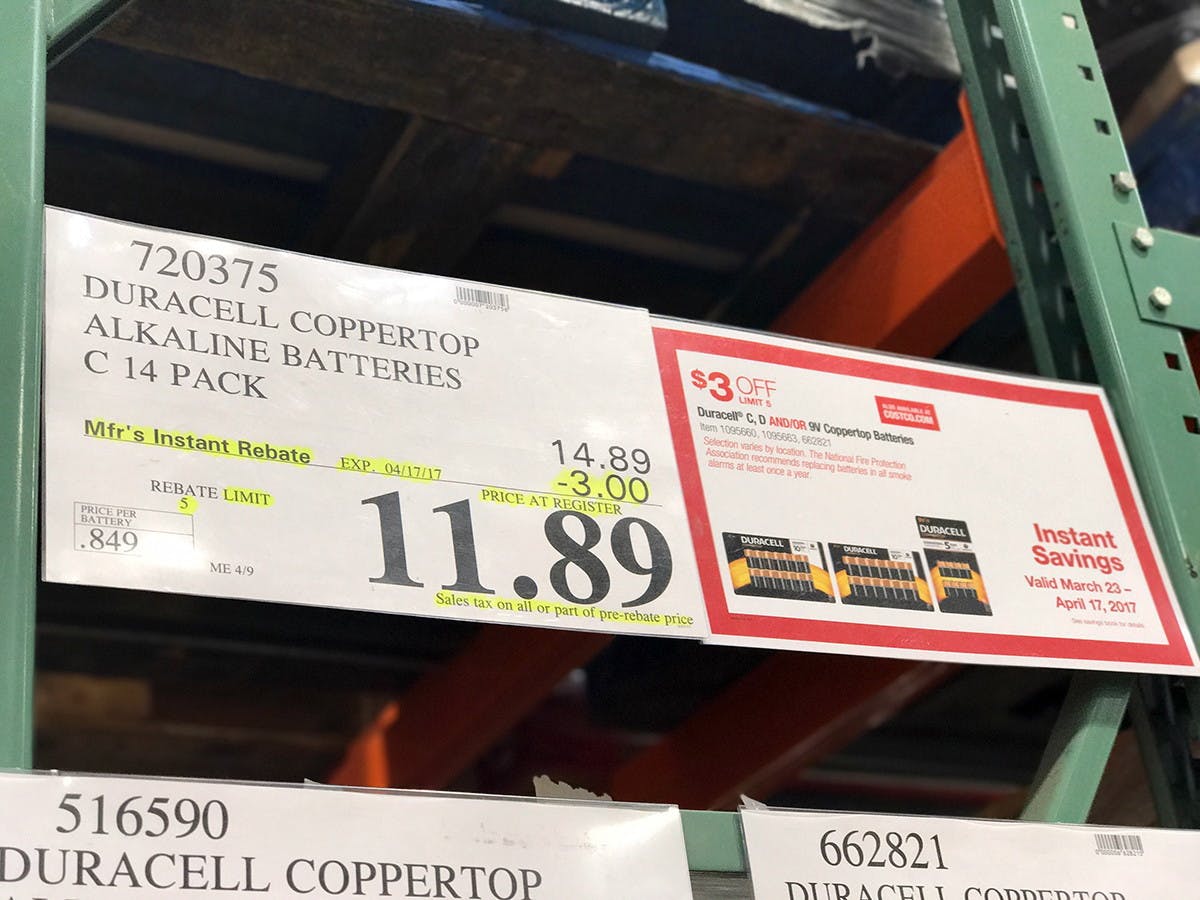 720375
DURACELL COPPERTOP
ALKALINE BATTERIES
C 14 PACK
Mfr's Instant Rebate
EXP. 04/17/17
14.89
-3.00
REBATE LIMIT
5
PRICE AT REGISTER
11.89
PRICE PER
BATTERY
.849
ME 4/9
Sales tax on all or part of pre-rebate price
$3 OFF
LIMIT 5
ALSO AVAILABLE AT
COSTCO.COM
Duracell® C, D AND/OR 9V Coppertop Batteries
Item 1095660, 1095663, 662821
Selection varies by location. The National Fire Protection
Association recommends replacing batteries in all smoke
alarms at least once a year.
DURACELL
DURACELL
DURACELL
Instant
Savings
Valid March 23 –
April 17, 2017
See savings book for details.
516590
DURACELL COPPERTOP
662821
DURACELL COPPERTOP